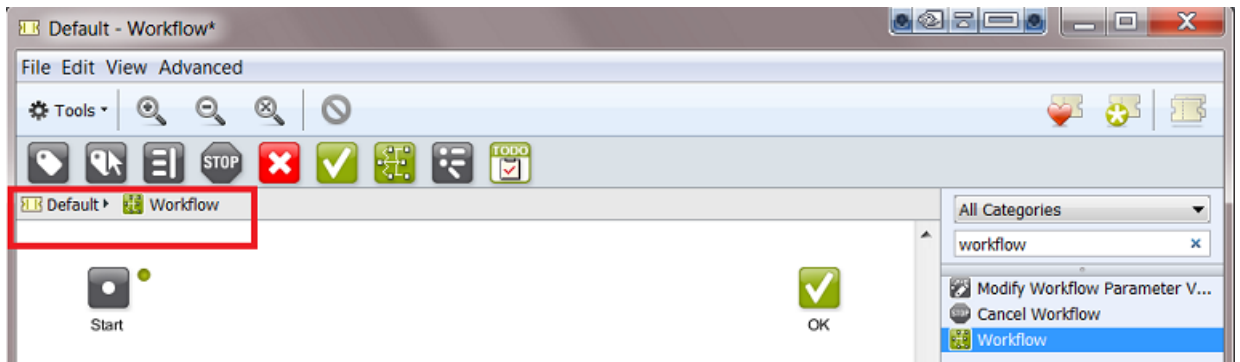 Default - Workflow*
File Edit View Advanced
Tools
STOP
TODO
Default
Workflow
All Categories
workflow
Modify Workflow Parameter V...
STOP Cancel Workflow
Workflow
Start
OK